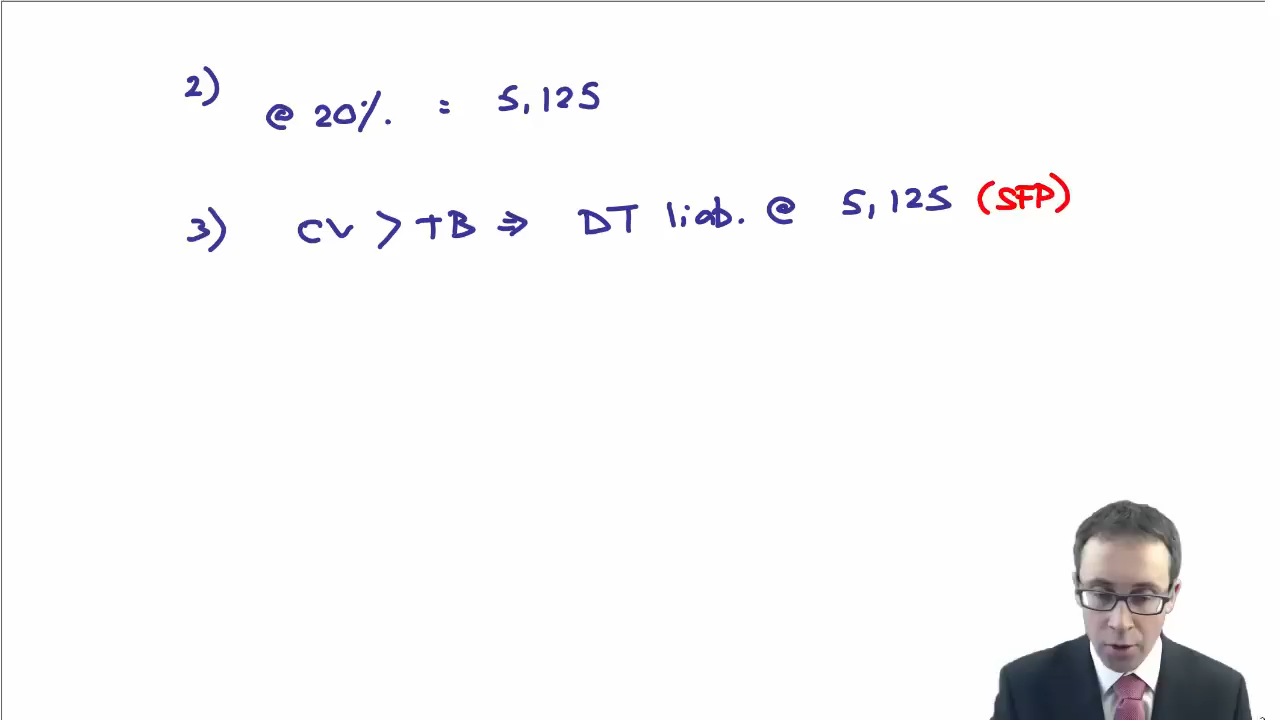 2) @ 20% = 5,125
3) CV > TB ⇒ DT liab. @ 5,125 (SFP)